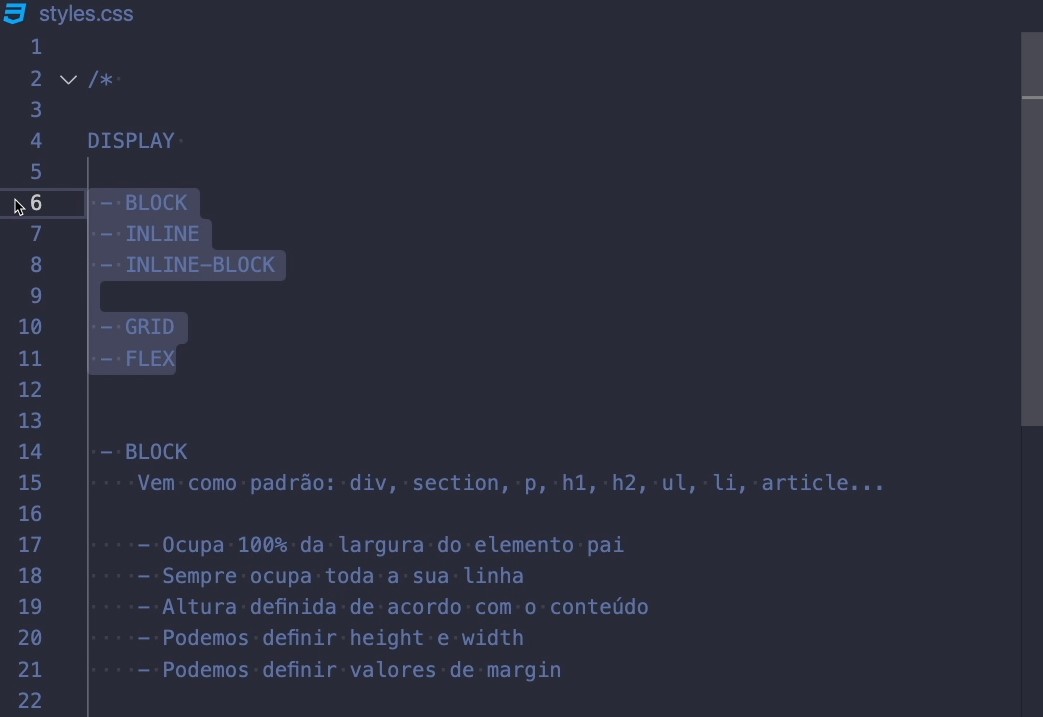 styles.css
1
2 /*
3
4 DISPLAY
5
6 - BLOCK
7 - INLINE
8 - INLINE-BLOCK
9
10 - GRID
11 - FLEX
12
13
14 - BLOCK
15 Vem como padrão: div, section, p, h1, h2, ul, li, article...
16
17 - Ocupa 100% da largura do elemento pai
18 - Sempre ocupa toda a sua linha
19 - Altura definida de acordo com o conteúdo
20 - Podemos definir height e width
21 - Podemos definir valores de margin
22